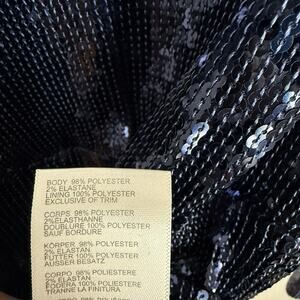 BODY 98% POLYESTER
2% ELASTANE
LINING 100% POLYESTER
EXCLUSIVE OF TRIM
CORPS 98% POLYESTER
2%ELASTHANNE
DOUBLURE 100% POLYESTER
SAUF BORDURE
KÖRPER 98% POLYESTER
2% ELASTAN
FUTTER 100% POLYESTER
AUSSER BESATZ
CORPO 98% POLIESTERE
2% ELASTAN
FODERA 100% POLIESTERE
TRANNE LA FINITURA